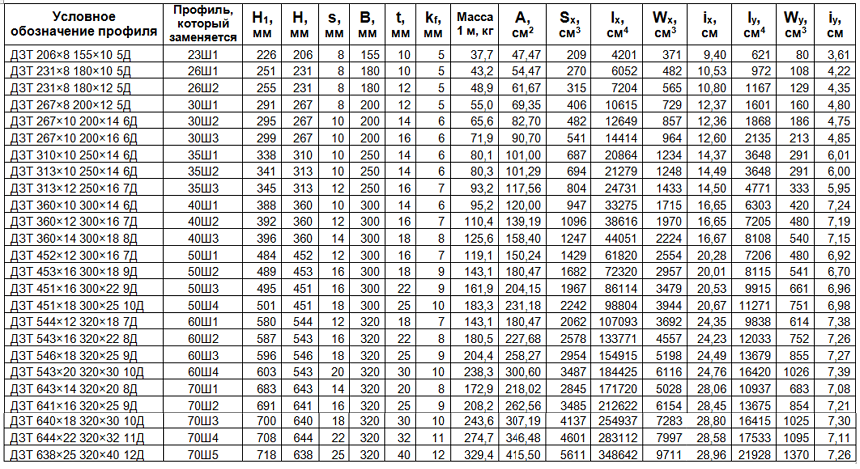 Условное обозначение профиля Профиль, который заменяется H1, мм H, мм s, мм B, мм t, мм kf, мм Масса 1 м, кг A, см2 Sx, см3 Ix, см4 Wx, см3 ix, см Iy, см4 Wy, см3 iy, см
ДЗТ 206×8 155×10 5Д 23Ш1 226 206 8 155 10 5 37,7 47,47 209 4201 371 9,40 621 80 3,61
ДЗТ 231×8 180×10 5Д 26Ш1 251 231 8 180 10 5 43,2 54,47 270 6052 482 10,53 972 108 4,22
ДЗТ 231×8 180×12 5Д 26Ш2 255 231 8 180 12 5 48,9 61,67 315 7204 565 10,80 1167 129 4,35
ДЗТ 267×8 200×12 5Д 30Ш1 291 267 8 200 12 5 55,0 69,35 406 10615 729 12,37 1601 160 4,80
ДЗТ 267×10 200×14 6Д 30Ш2 295 267 10 200 14 6 65,6 82,70 482 12649 857 12,36 1868 186 4,75
ДЗТ 267×10 200×16 6Д 30Ш3 299 267 10 200 16 6 71,9 90,70 541 14414 964 12,60 2135 213 4,85
ДЗТ 310×10 250×14 6Д 35Ш1 338 310 10 250 14 6 80,1 101,00 687 20864 1234 14,37 3648 291 6,01
ДЗТ 313×10 250×14 6Д 35Ш2 341 313 10 250 14 6 80,3 101,29 694 21279 1248 14,49 3648 291 6,00
ДЗТ 313×12 250×16 7Д 35Ш3 345 313 12 250 16 7 93,2 117,56 804 24731 1433 14,50 4771 333 5,95
ДЗТ 360×10 300×14 6Д 40Ш1 388 360 10 300 14 6 95,2 120,00 947 33275 1715 16,65 6303 420 7,24
ДЗТ 360×12 300×16 7Д 40Ш2 392 360 12 300 16 7 110,4 139,19 1096 38616 1970 16,65 7205 480 7,19
ДЗТ 360×14 300×18 8Д 40Ш3 396 360 14 300 18 8 125,6 158,40 1247 44051 2224 16,67 8108 540 7,15
ДЗТ 452×12 300×16 7Д 50Ш1 484 452 12 300 16 7 119,1 150,24 1429 61820 2554 20,28 7206 480 6,92
ДЗТ 453×16 300×18 9Д 50Ш2 489 453 16 300 18 9 143,1 180,47 1682 72320 2957 20,01 8115 541 6,70
ДЗТ 451×16 300×22 9Д 50Ш3 495 451 16 300 22 9 161,9 204,15 1967 86114 3479 20,53 9915 661 6,96
ДЗТ 451×18 300×25 10Д 50Ш4 501 451 18 300 25 10 183,3 231,18 2242 98804 3944 20,67 11271 751 6,98
ДЗТ 544×12 320×18 7Д 60Ш1 580 544 12 320 18 7 143,1 180,47 2062 107093 3692 24,35 9838 614 7,38
ДЗТ 543×16 320×22 8Д 60Ш2 587 543 16 320 22 8 180,5 227,68 2578 133771 4557 24,23 12033 752 7,26
ДЗТ 546×18 320×25 9Д 60Ш3 596 546 18 320 25 9 204,4 258,27 2954 154915 5198 24,49 13679 855 7,27
ДЗТ 543×20 320×30 10Д 60Ш4 603 543 20 320 30 10 238,3 300,60 3487 184425 6116 24,76 16420 1026 7,39
ДЗТ 643×14 320×20 8Д 70Ш1 683 643 14 320 20 8 172,9 218,02 2845 171720 5028 28,06 10937 683 7,08
ДЗТ 641×16 320×25 9Д 70Ш2 691 641 16 320 25 9 208,2 262,56 3485 212622 6154 28,45 13675 854 7,21
ДЗТ 640×18 320×30 10Д 70Ш3 700 640 18 320 30 10 243,6 307,19 4137 254937 7283 28,80 16415 1025 7,30
ДЗТ 644×22 320×32 11Д 70Ш4 708 644 22 320 32 11 274,7 346,48 4601 283112 7997 28,58 17533 1095 7,11
ДЗТ 638×25 320×40 12Д 70Ш5 718 638 25 320 40 12 329,4 415,50 5611 348642 9711 28,96 21928 1370 7,26